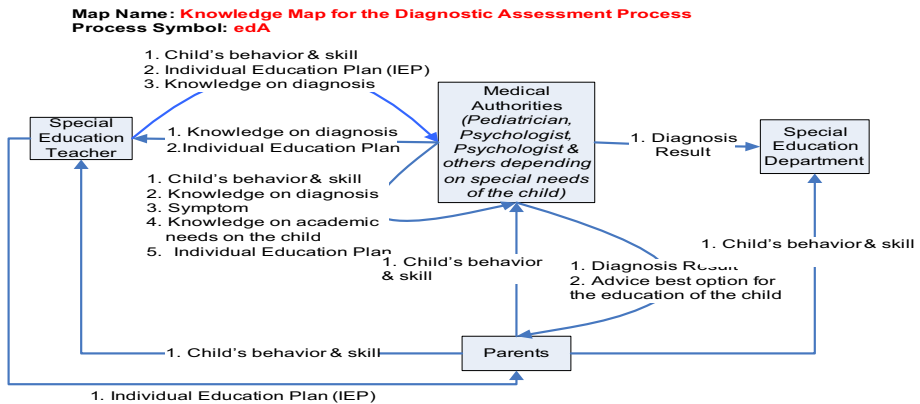 Map Name: Knowledge Map for the Diagnostic Assessment Process
Process Symbol: edA
1. Child's behavior & skill
2. Individual Education Plan (IEP)
3. Knowledge on diagnosis
Special
Education
Teacher
1. Knowledge on diagnosis
2.Individual Education Plan
Medical
Authorities
(Pediatrician,
Psychologist,
Psychologist &
others depending
on special needs
of the child)
1. Diagnosis
Result
Special
Education
Department
1. Child's behavior & skill
2. Knowledge on diagnosis
3. Symptom
4. Knowledge on academic
needs on the child
5. Individual Education Plan
1. Child's behavior
& skill
1. Diagnosis Result
2. Advice best option for
the education of the child
1. Child's behavior & skill
1. Child's behavior & skill
Parents
1. Individual Education Plan (IEP)